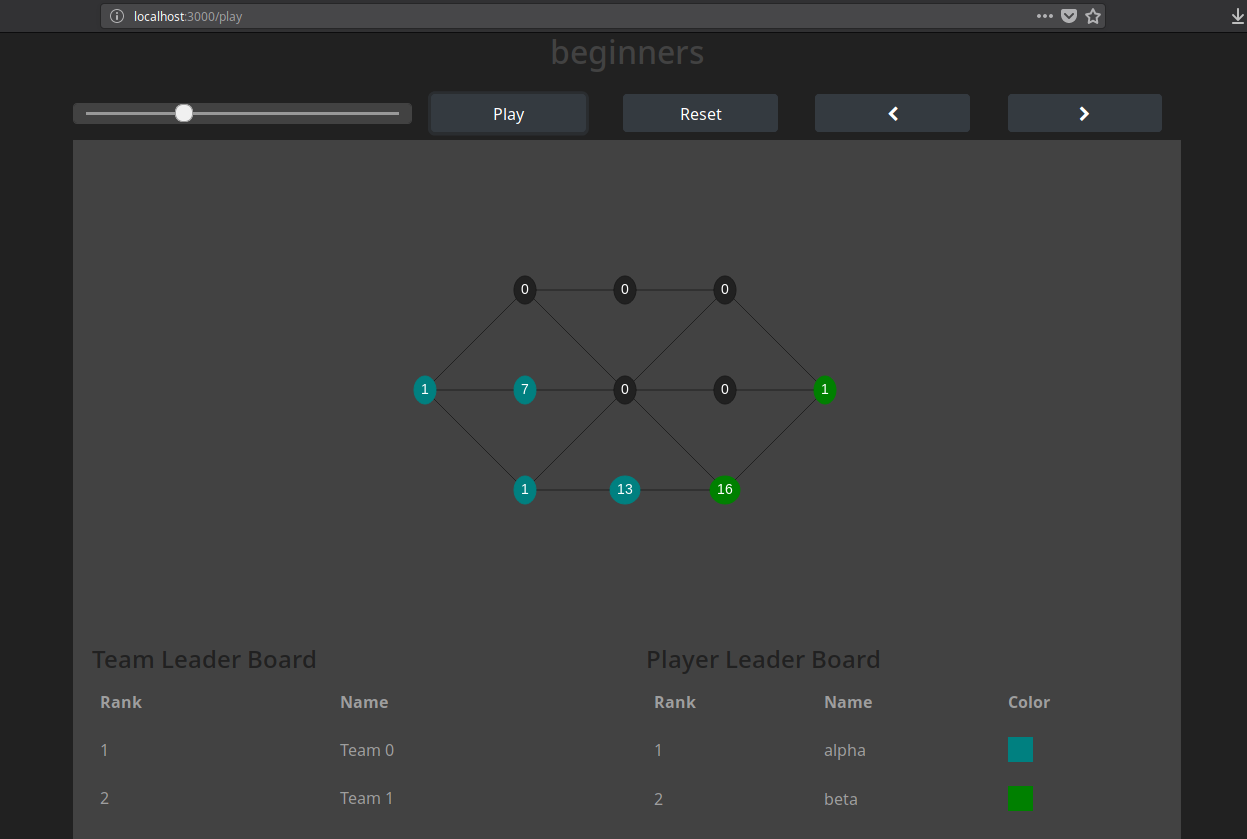 localhost:3000/play
beginners
Play Reset
0 0 0
1 7 0 0 1
1 13 16
Team Leader Board
Rank Name
1 Team 0
2 Team 1
Player Leader Board
Rank Name Color
1 alpha
2 beta